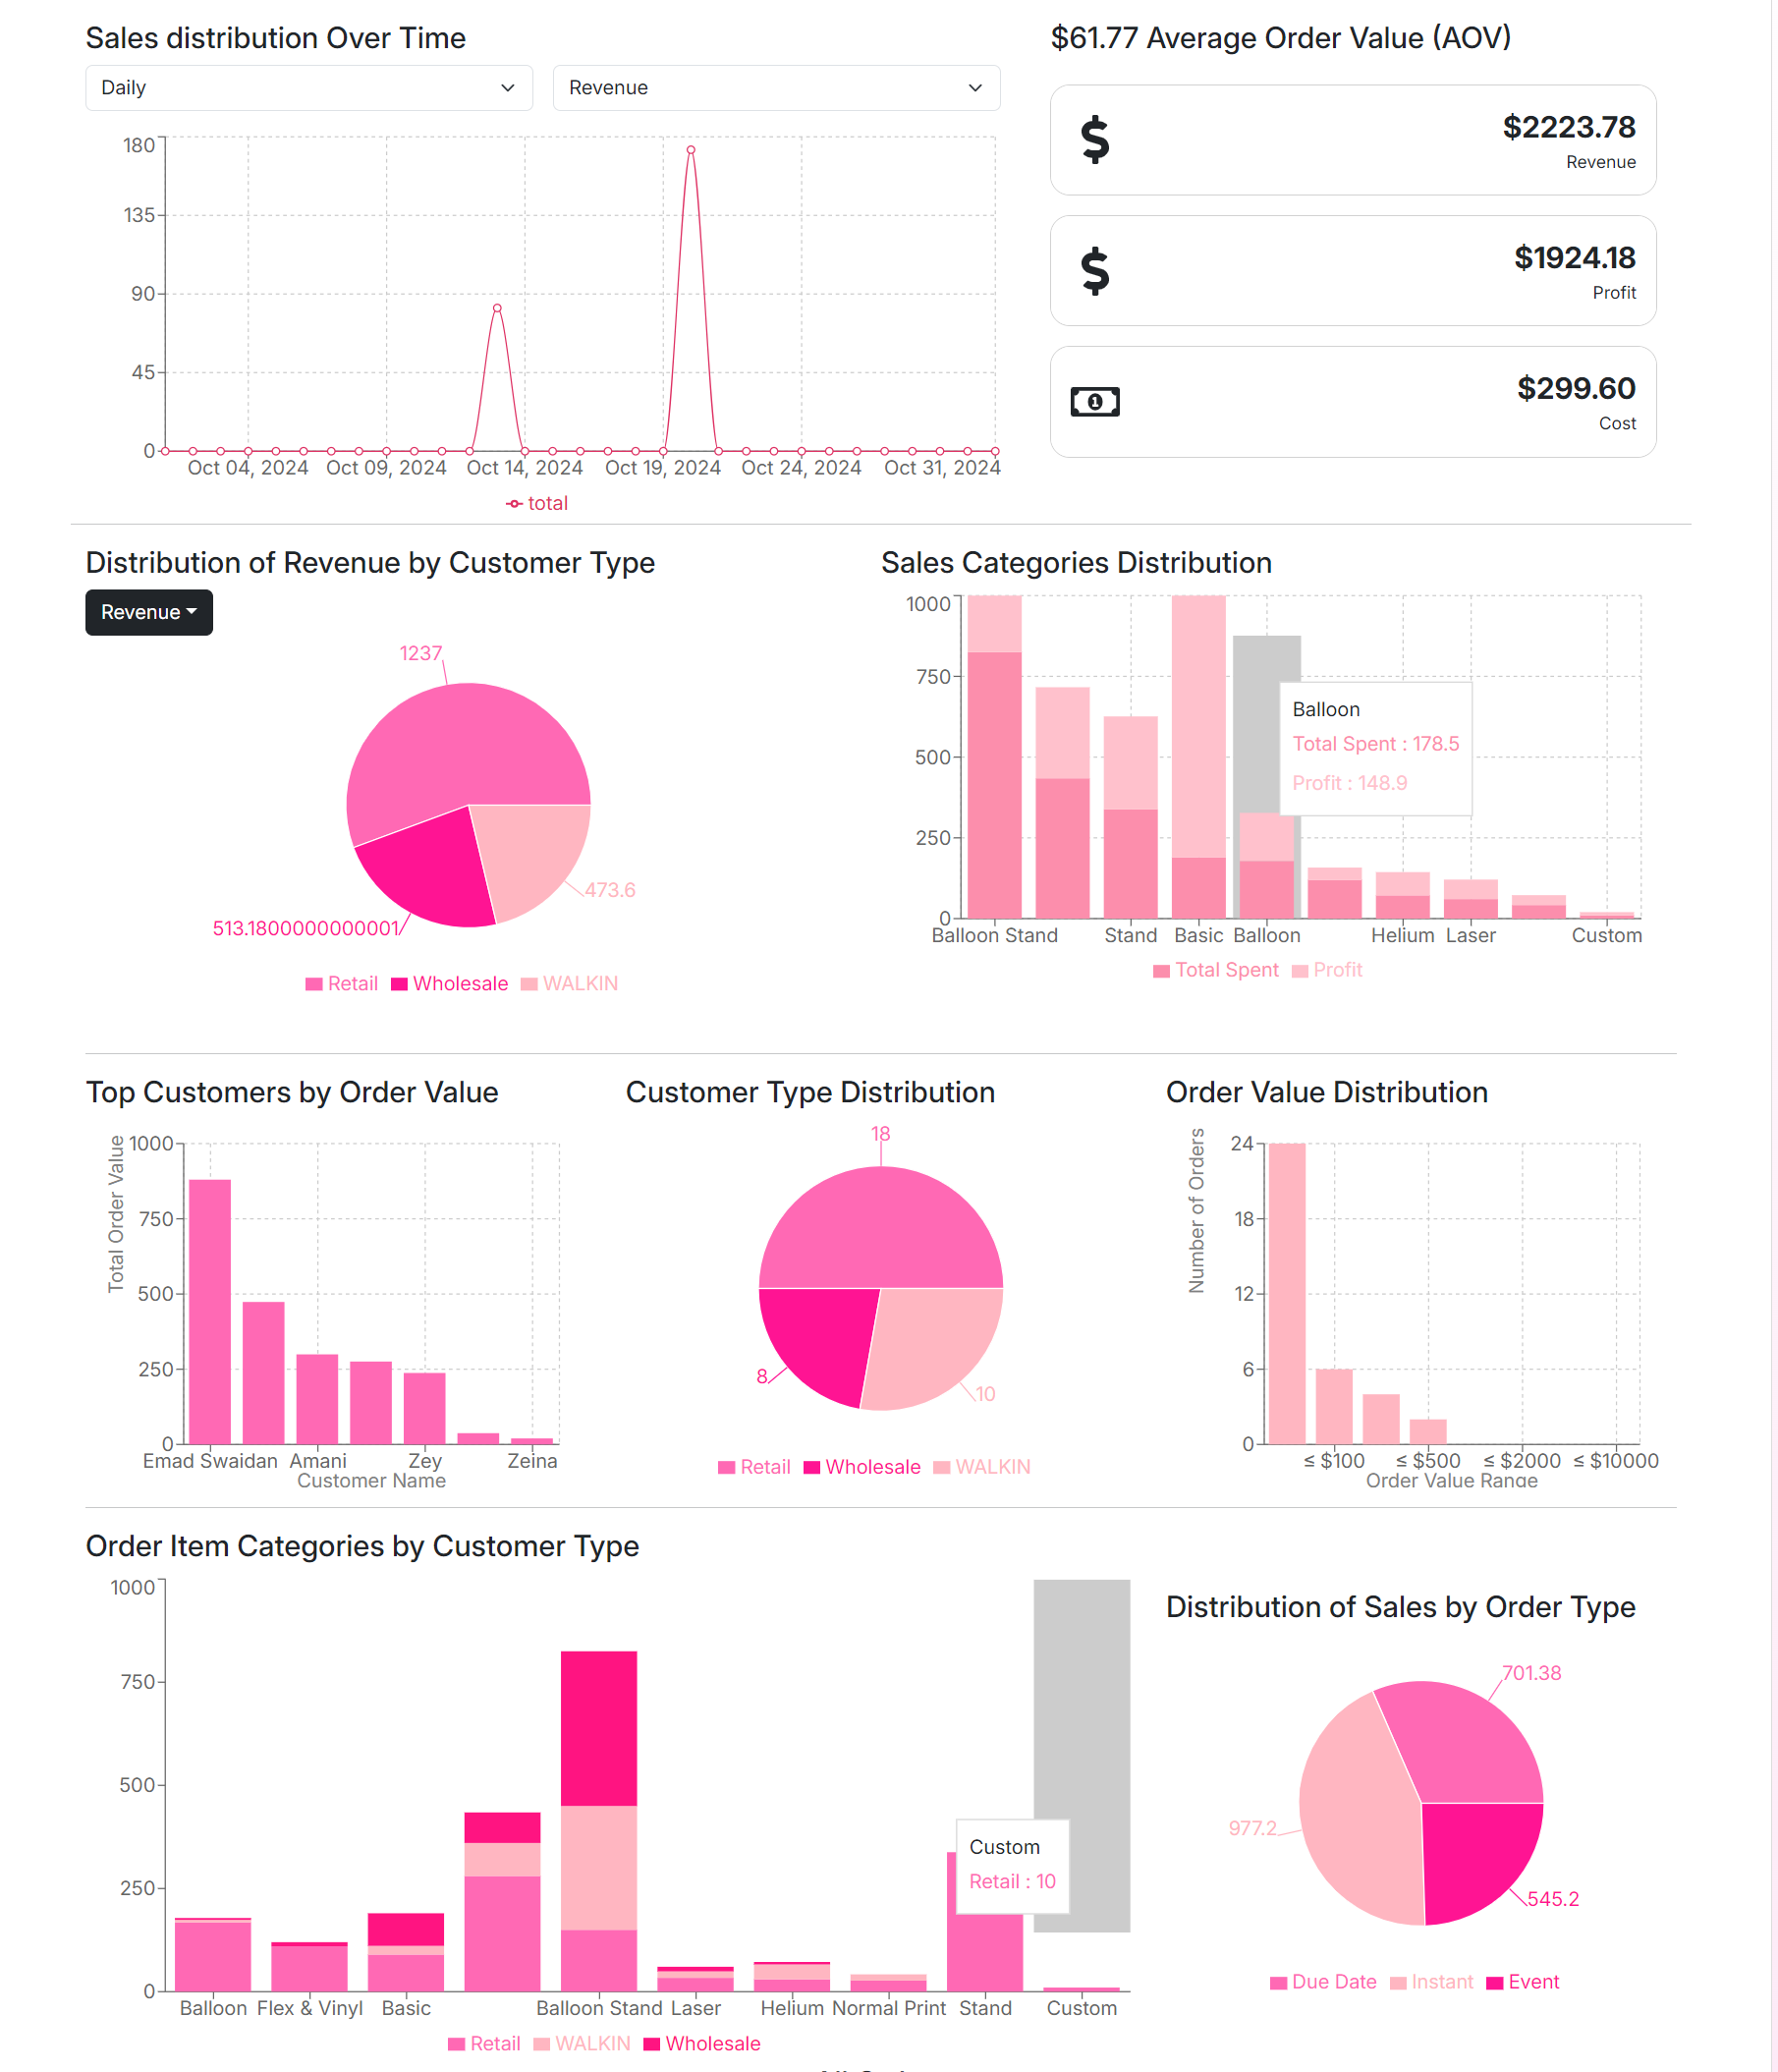 Sales distribution Over Time
Daily
Revenue
180
135
90
45
0
Oct 04, 2024 Oct 09, 2024 Oct 14, 2024 Oct 19, 2024 Oct 24, 2024 Oct 31, 2024
total
$61.77 Average Order Value (AOV)
$2223.78
Revenue
$1924.18
Profit
$299.60
Cost
Distribution of Revenue by Customer Type
Revenue
1237
473.6
513.1800000000001
Retail Wholesale WALKIN
Sales Categories Distribution
1000
750
500
250
0
Balloon
Total Spent : 178.5
Profit : 148.9
Balloon Stand Stand Basic Balloon Helium Laser Custom
Total Spent Profit
Top Customers by Order Value
Total Order Value
1000
750
500
250
0
Emad Swaidan Amani Zey Zeina
Customer Name
Customer Type Distribution
18
8
10
Retail Wholesale WALKIN
Order Value Distribution
Number of Orders
24
18
12
6
0
≤ $100 ≤ $500 ≤ $2000 ≤ $10000
Order Value Range
Order Item Categories by Customer Type
1000
750
500
250
0
Custom
Retail : 10
Balloon Flex & Vinyl Basic Balloon Stand Laser Helium Normal Print Stand Custom
Retail WALKIN Wholesale
Distribution of Sales by Order Type
701.38
977.2
545.2
Due Date Instant Event